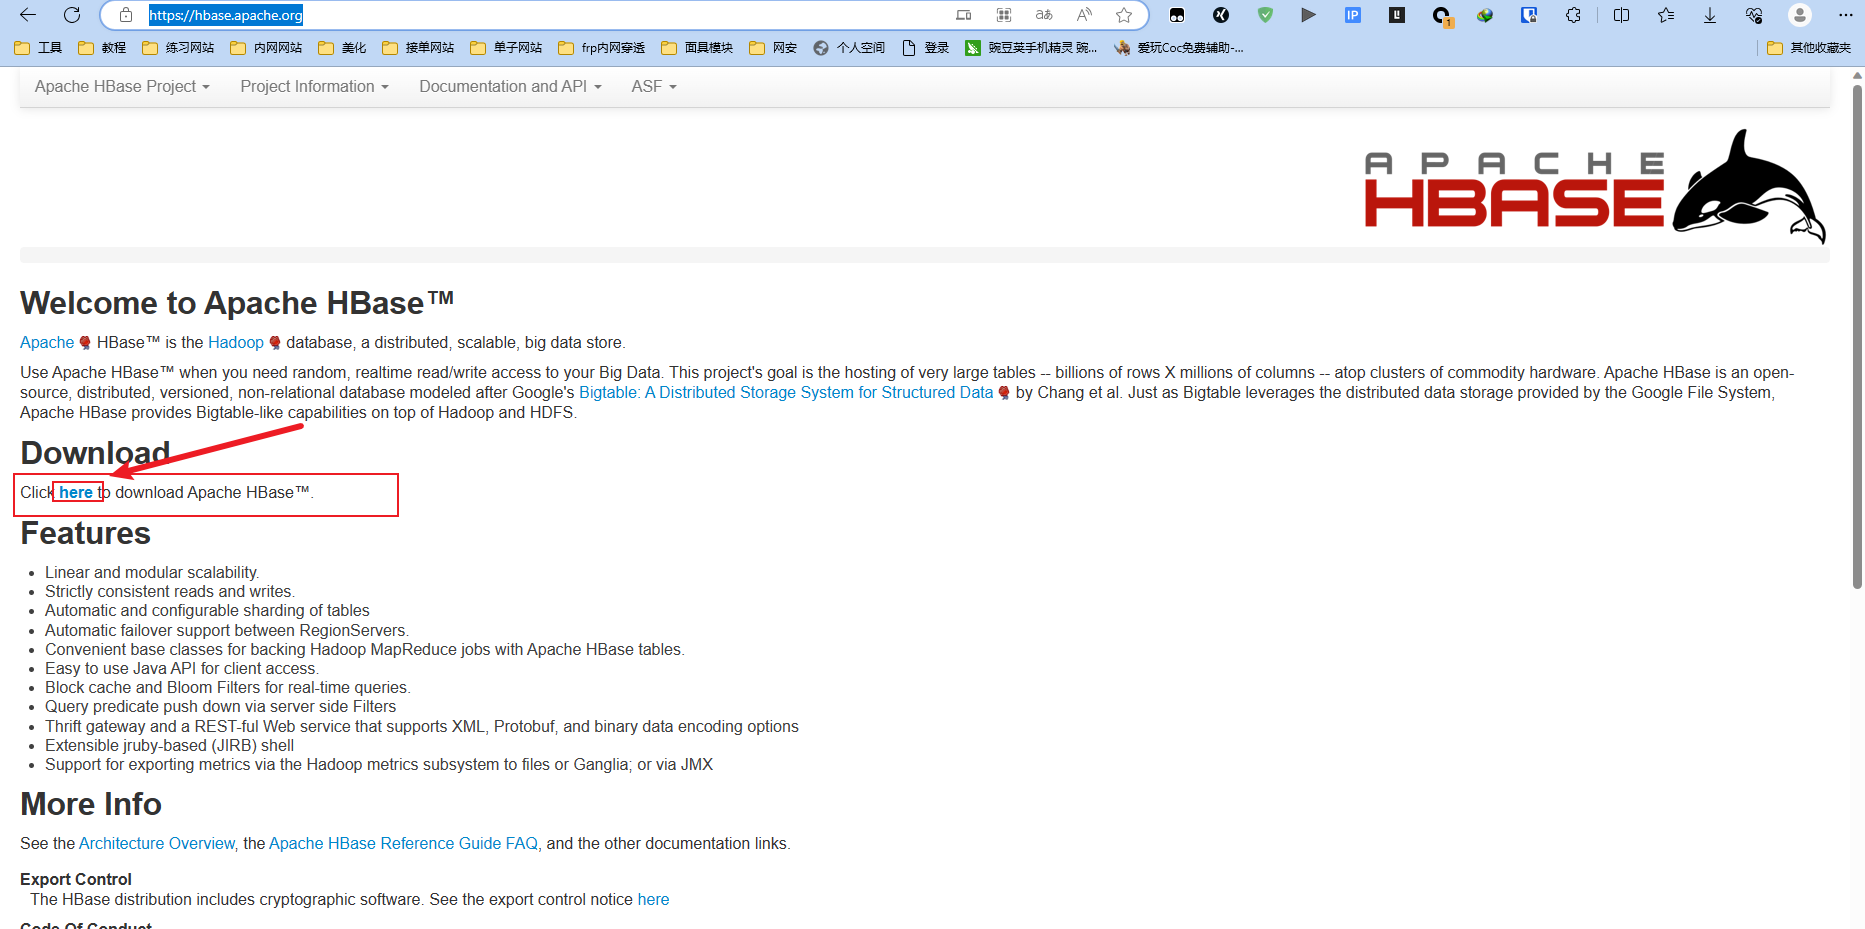 https://hbase.apache.org
工具 教程 练习网站 内网网站 美化 接单网站 单子网站 frp内网穿透 面具模块 网安 个人空间 登录 豌豆荚手机精灵 豌... 爱玩Coc免费辅助-... 其他收藏夹
Apache HBase Project Project Information Documentation and API ASF
APACHE
HBASE
Welcome to Apache HBase™
Apache HBase™ is the Hadoop database, a distributed, scalable, big data store.
Use Apache HBase™ when you need random, realtime read/write access to your Big Data. This project's goal is the hosting of very large tables -- billions of rows X millions of columns -- atop clusters of commodity hardware. Apache HBase is an open-
source, distributed, versioned, non-relational database modeled after Google's Bigtable: A Distributed Storage System for Structured Data by Chang et al. Just as Bigtable leverages the distributed data storage provided by the Google File System,
Apache HBase provides Bigtable-like capabilities on top of Hadoop and HDFS.
Download
Click here to download Apache HBase™.
Features
Linear and modular scalability.
Strictly consistent reads and writes.
Automatic and configurable sharding of tables
Automatic failover support between RegionServers.
Convenient base classes for backing Hadoop MapReduce jobs with Apache HBase tables.
Easy to use Java API for client access.
Block cache and Bloom Filters for real-time queries.
Query predicate push down via server side Filters
Thrift gateway and a REST-ful Web service that supports XML, Protobuf, and binary data encoding options
Extensible jruby-based (JIRB) shell
Support for exporting metrics via the Hadoop metrics subsystem to files or Ganglia; or via JMX
More Info
See the Architecture Overview, the Apache HBase Reference Guide FAQ, and the other documentation links.
Export Control
The HBase distribution includes cryptographic software. See the export control notice here
Code Of Conduct